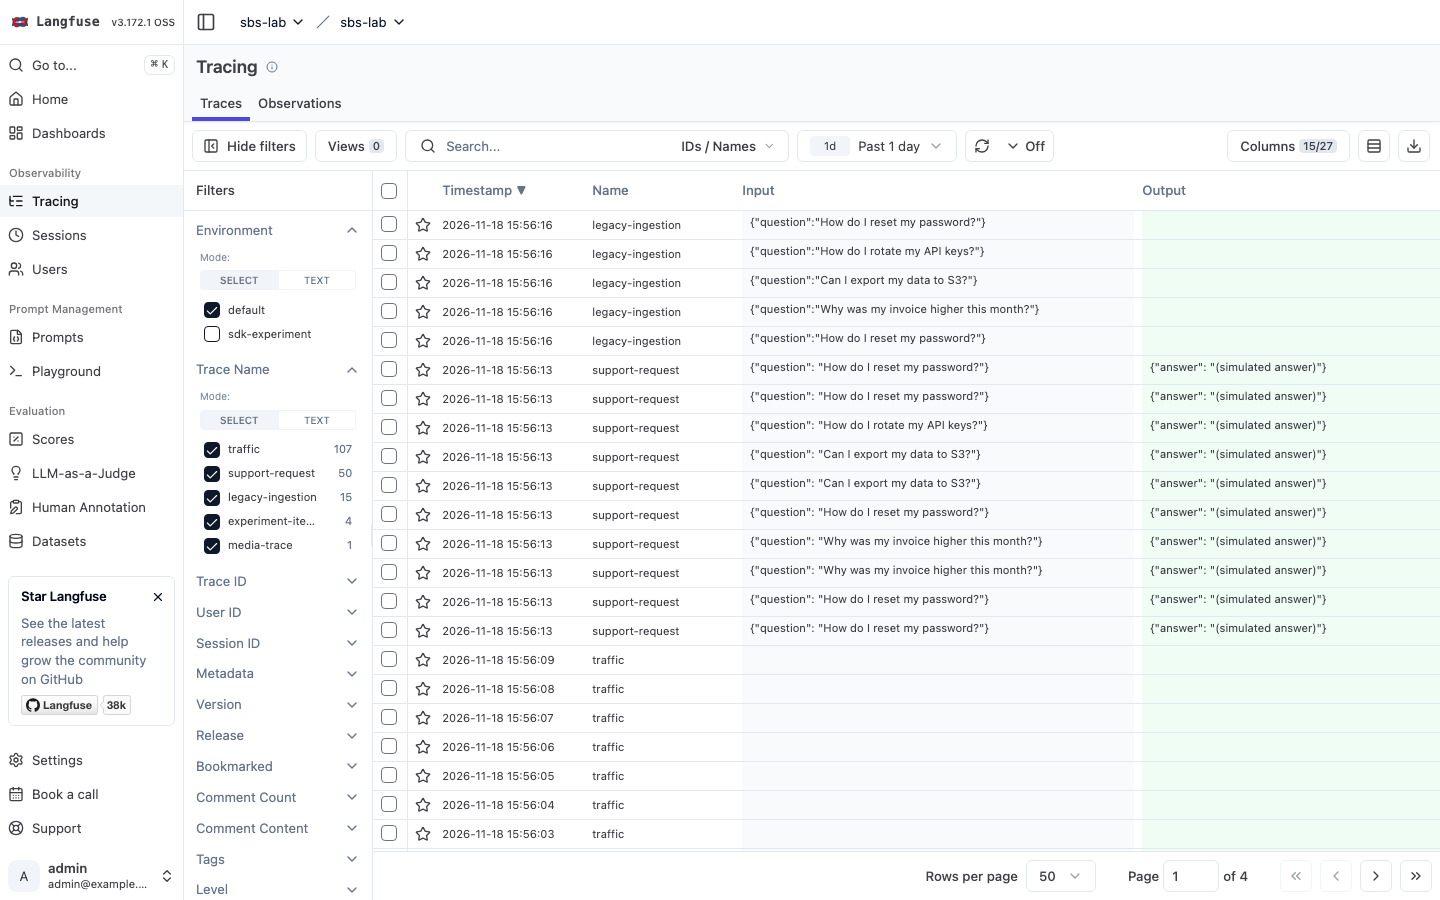 Langfuse v3.172.1 OSS
sbs-lab / sbs-lab
Go to... ⌘ K
Home
Dashboards
Observability
Tracing
Sessions
Users
Prompt Management
Prompts
Playground
Evaluation
Scores
LLM-as-a-Judge
Human Annotation
Datasets
Star Langfuse
See the latest
releases and help
grow the community
on GitHub
Langfuse 38k
Settings
Book a call
Support
A
admin
admin@example....
Tracing
Traces Observations
Hide filters Views 0 Search... IDs / Names 1d Past 1 day Off Columns 15/27
Filters
Environment
Mode:
SELECT TEXT
default
sdk-experiment
Trace Name
Mode:
SELECT TEXT
traffic 107
support-request 50
legacy-ingestion 15
experiment-ite... 4
media-trace 1
Trace ID
User ID
Session ID
Metadata
Version
Release
Bookmarked
Comment Count
Comment Content
Tags
Level
Timestamp ▼ Name Input Output
2026-11-18 15:56:16 legacy-ingestion {"question":"How do I reset my password?"}
2026-11-18 15:56:16 legacy-ingestion {"question":"How do I rotate my API keys?"}
2026-11-18 15:56:16 legacy-ingestion {"question":"Can I export my data to S3?"}
2026-11-18 15:56:16 legacy-ingestion {"question":"Why was my invoice higher this month?"}
2026-11-18 15:56:16 legacy-ingestion {"question":"How do I reset my password?"}
2026-11-18 15:56:13 support-request {"question": "How do I reset my password?"} {"answer": "(simulated answer)"}
2026-11-18 15:56:13 support-request {"question": "How do I reset my password?"} {"answer": "(simulated answer)"}
2026-11-18 15:56:13 support-request {"question": "How do I rotate my API keys?"} {"answer": "(simulated answer)"}
2026-11-18 15:56:13 support-request {"question": "Can I export my data to S3?"} {"answer": "(simulated answer)"}
2026-11-18 15:56:13 support-request {"question": "Can I export my data to S3?"} {"answer": "(simulated answer)"}
2026-11-18 15:56:13 support-request {"question": "How do I reset my password?"} {"answer": "(simulated answer)"}
2026-11-18 15:56:13 support-request {"question": "Why was my invoice higher this month?"} {"answer": "(simulated answer)"}
2026-11-18 15:56:13 support-request {"question": "Why was my invoice higher this month?"} {"answer": "(simulated answer)"}
2026-11-18 15:56:13 support-request {"question": "How do I reset my password?"} {"answer": "(simulated answer)"}
2026-11-18 15:56:13 support-request {"question": "How do I reset my password?"} {"answer": "(simulated answer)"}
2026-11-18 15:56:09 traffic
2026-11-18 15:56:08 traffic
2026-11-18 15:56:07 traffic
2026-11-18 15:56:06 traffic
2026-11-18 15:56:05 traffic
2026-11-18 15:56:04 traffic
2026-11-18 15:56:03 traffic
Rows per page 50 Page 1 of 4